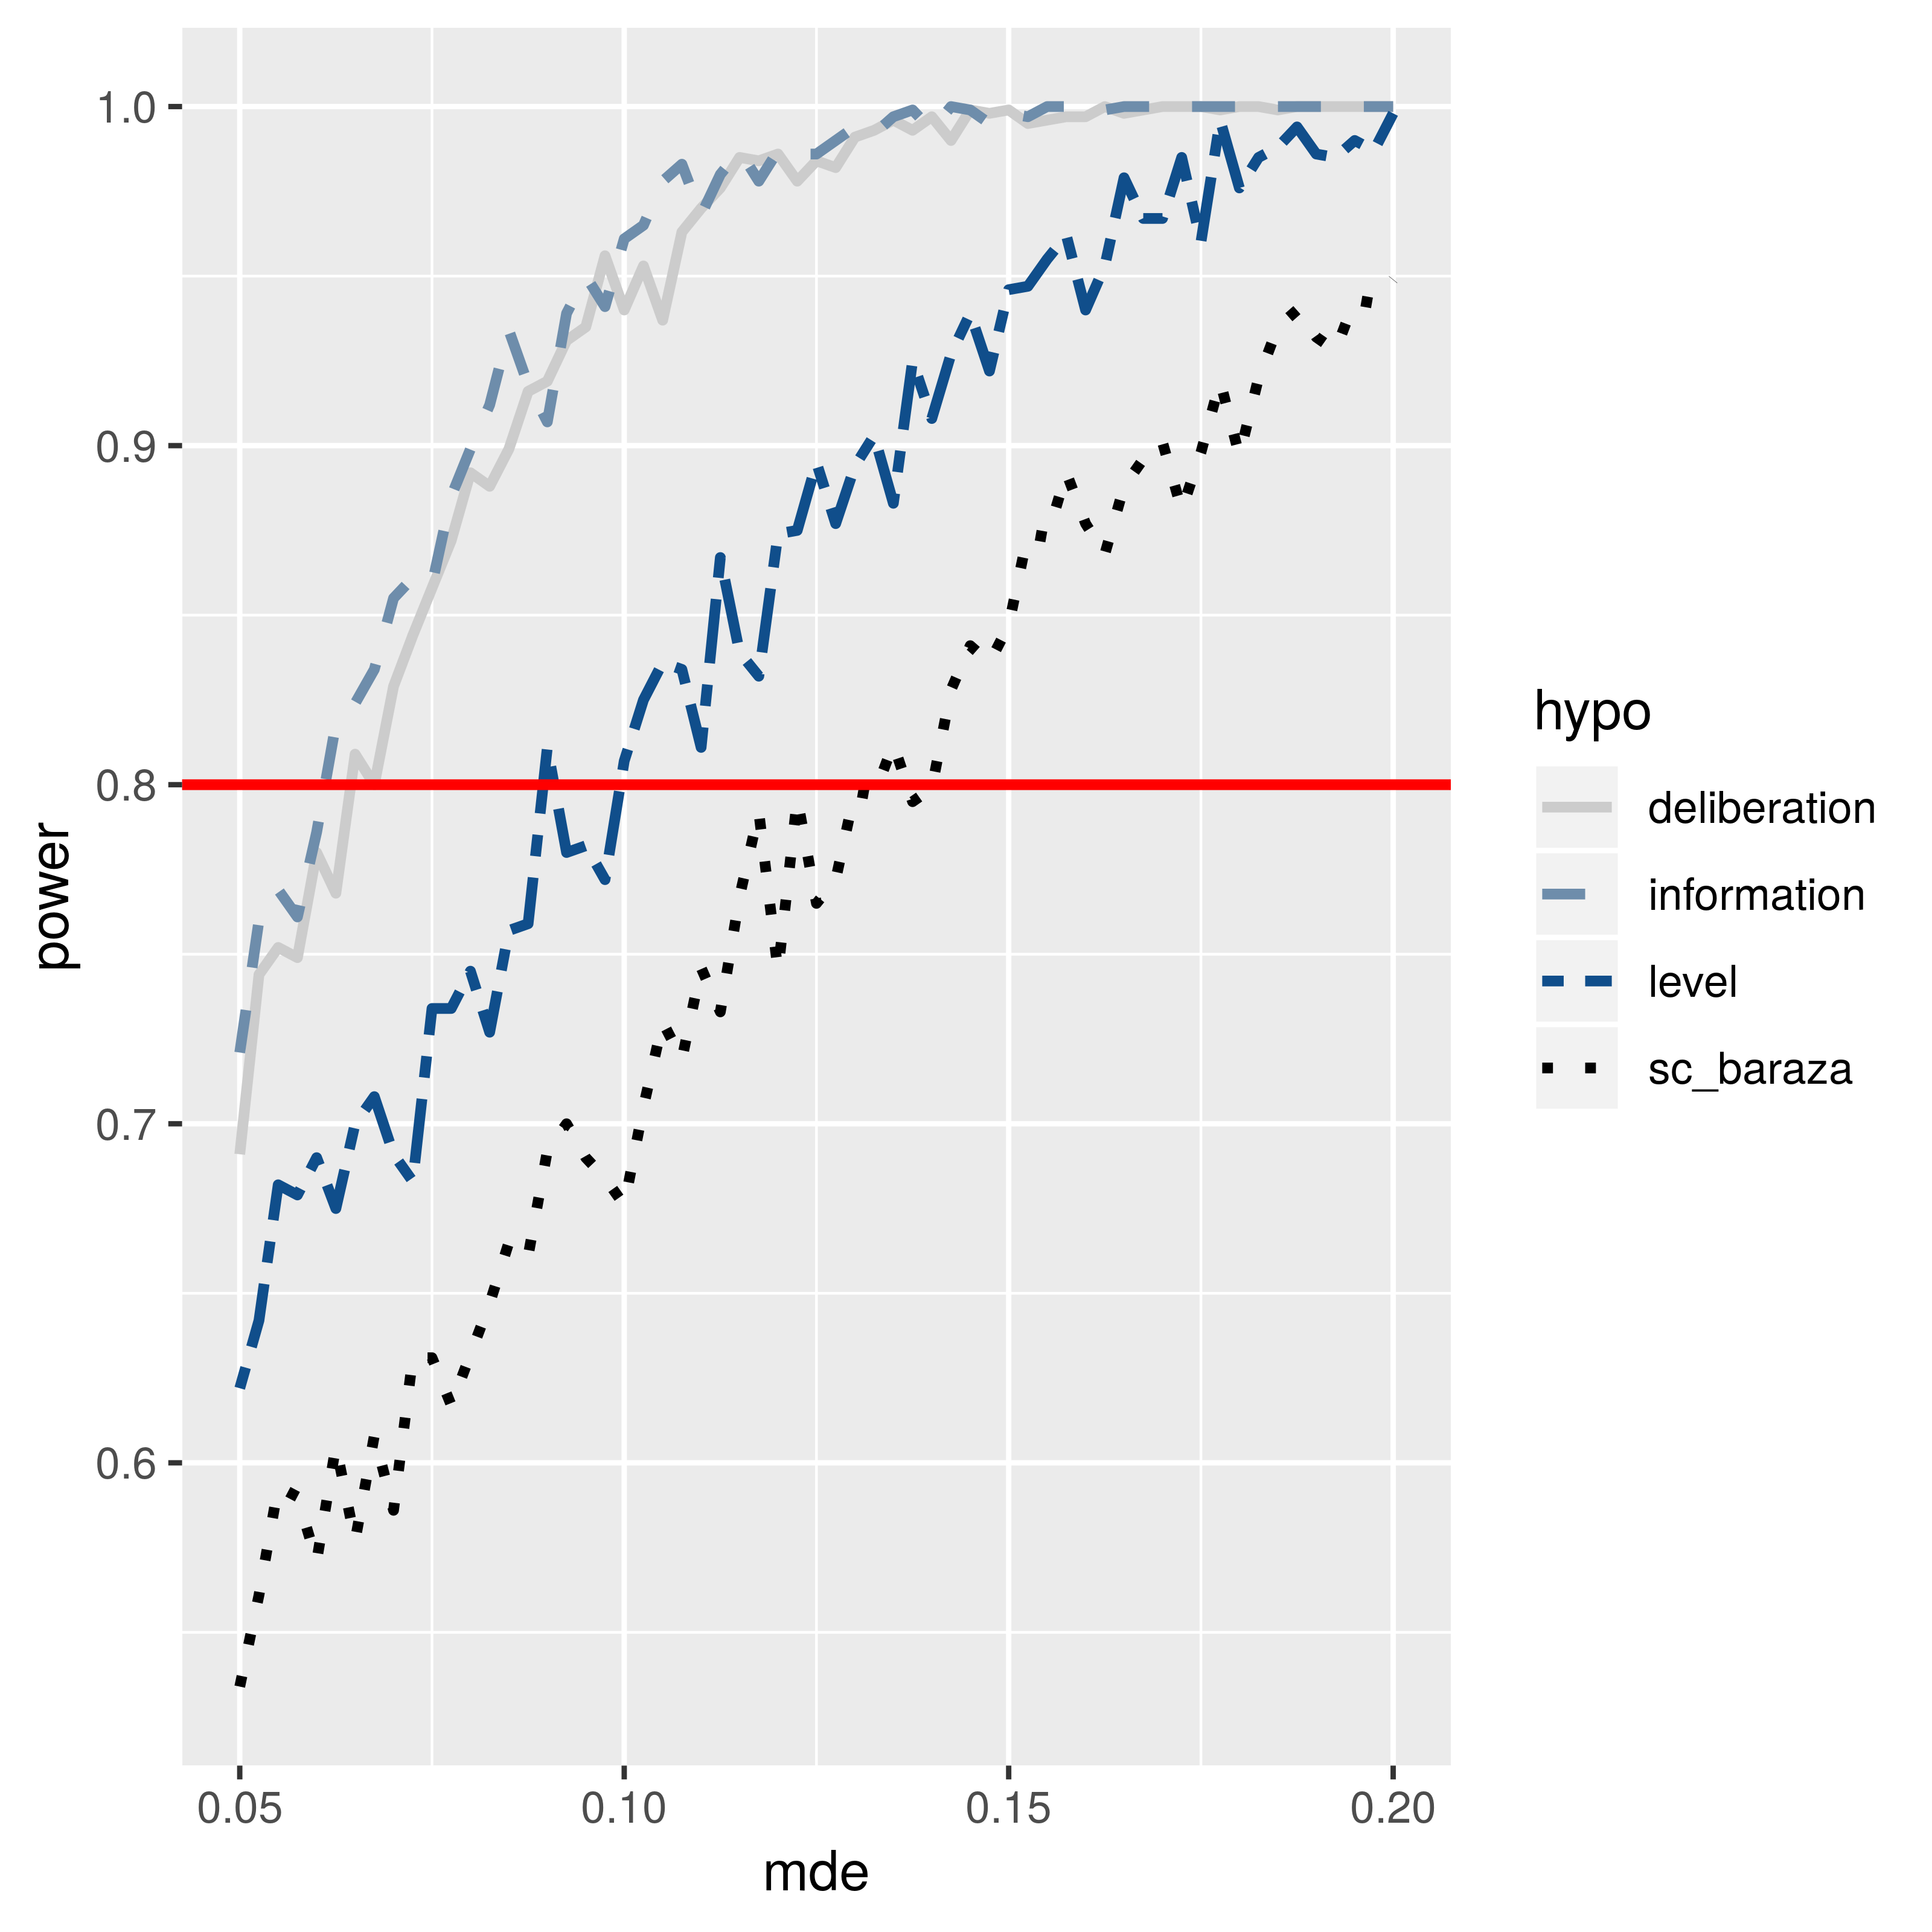 1.0
0.9
0.8
0.7
0.6
power
0.05
0.10
0.15
0.20
mde
hypo
deliberation
information
level
sc_baraza